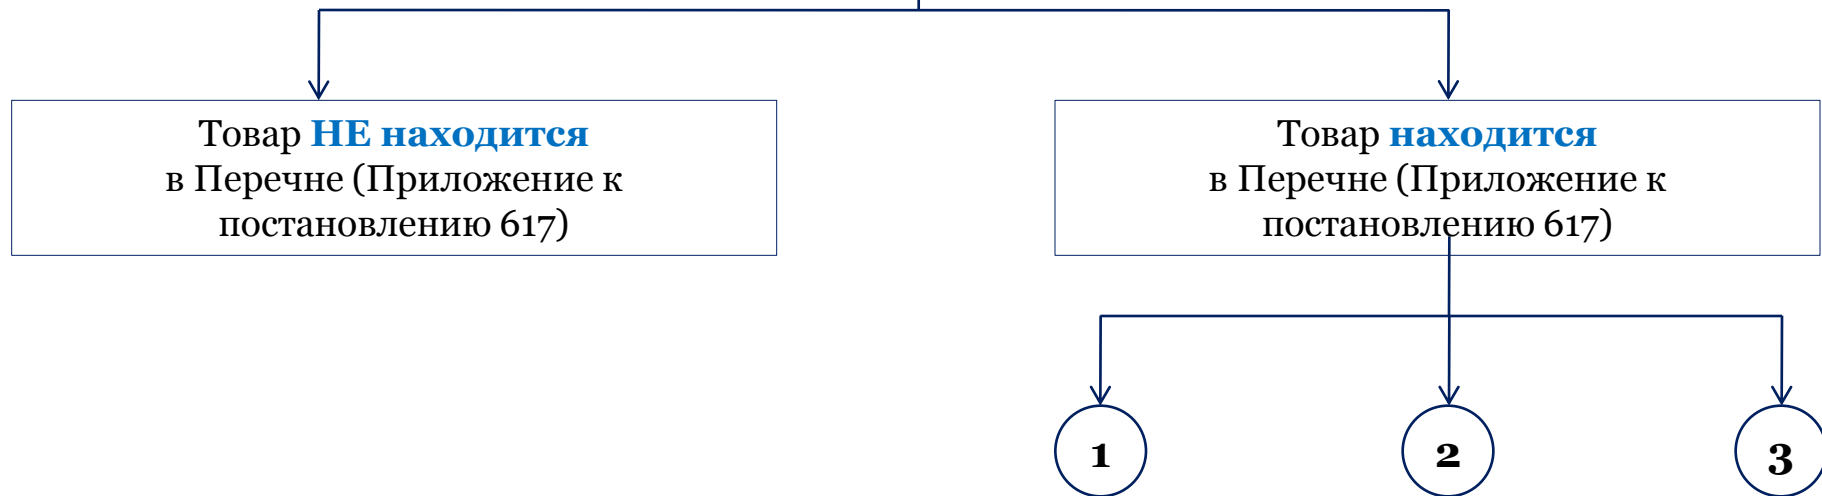 Товар НЕ находится
в Перечне (Приложение к
постановлению 617)
Товар находится
в Перечне (Приложение к
постановлению 617)
1
2
3